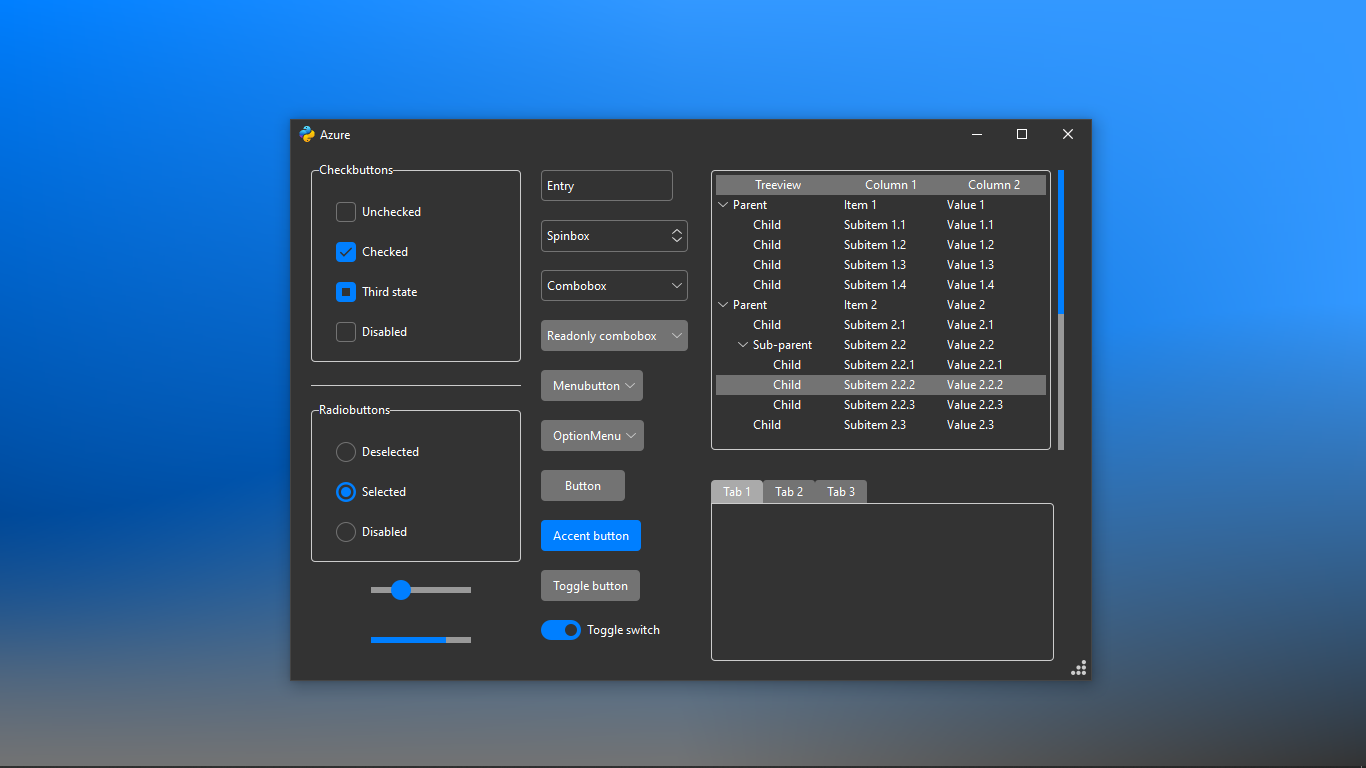 Azure
Checkbuttons
Unchecked
Checked
Third state
Disabled
Radiobuttons
Deselected
Selected
Disabled
Entry
Spinbox
Combobox
Readonly combobox
Menubutton
OptionMenu
Button
Accent button
Toggle button
Toggle switch
Treeview Column 1 Column 2
Parent Item 1 Value 1
Child Subitem 1.1 Value 1.1
Child Subitem 1.2 Value 1.2
Child Subitem 1.3 Value 1.3
Child Subitem 1.4 Value 1.4
Parent Item 2 Value 2
Child Subitem 2.1 Value 2.1
Sub-parent Subitem 2.2 Value 2.2
Child Subitem 2.2.1 Value 2.2.1
Child Subitem 2.2.2 Value 2.2.2
Child Subitem 2.2.3 Value 2.2.3
Child Subitem 2.3 Value 2.3
Tab 1 Tab 2 Tab 3